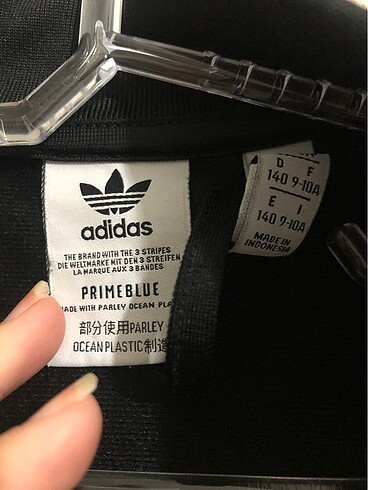 adidas
THE BRAND WITH THE 3 STRIPES
DIE WELTMARKE MIT DEN 3 STREIFEN
LA MARQUE AUX 3 BANDES
PRIMEBLUE
MADE WITH PARLEY OCEAN PLA
部分使用PARLEY
OCEAN PLASTIC制造
D F
140 9-10A
E I
140 9-10A
MADE IN
INDONESIA